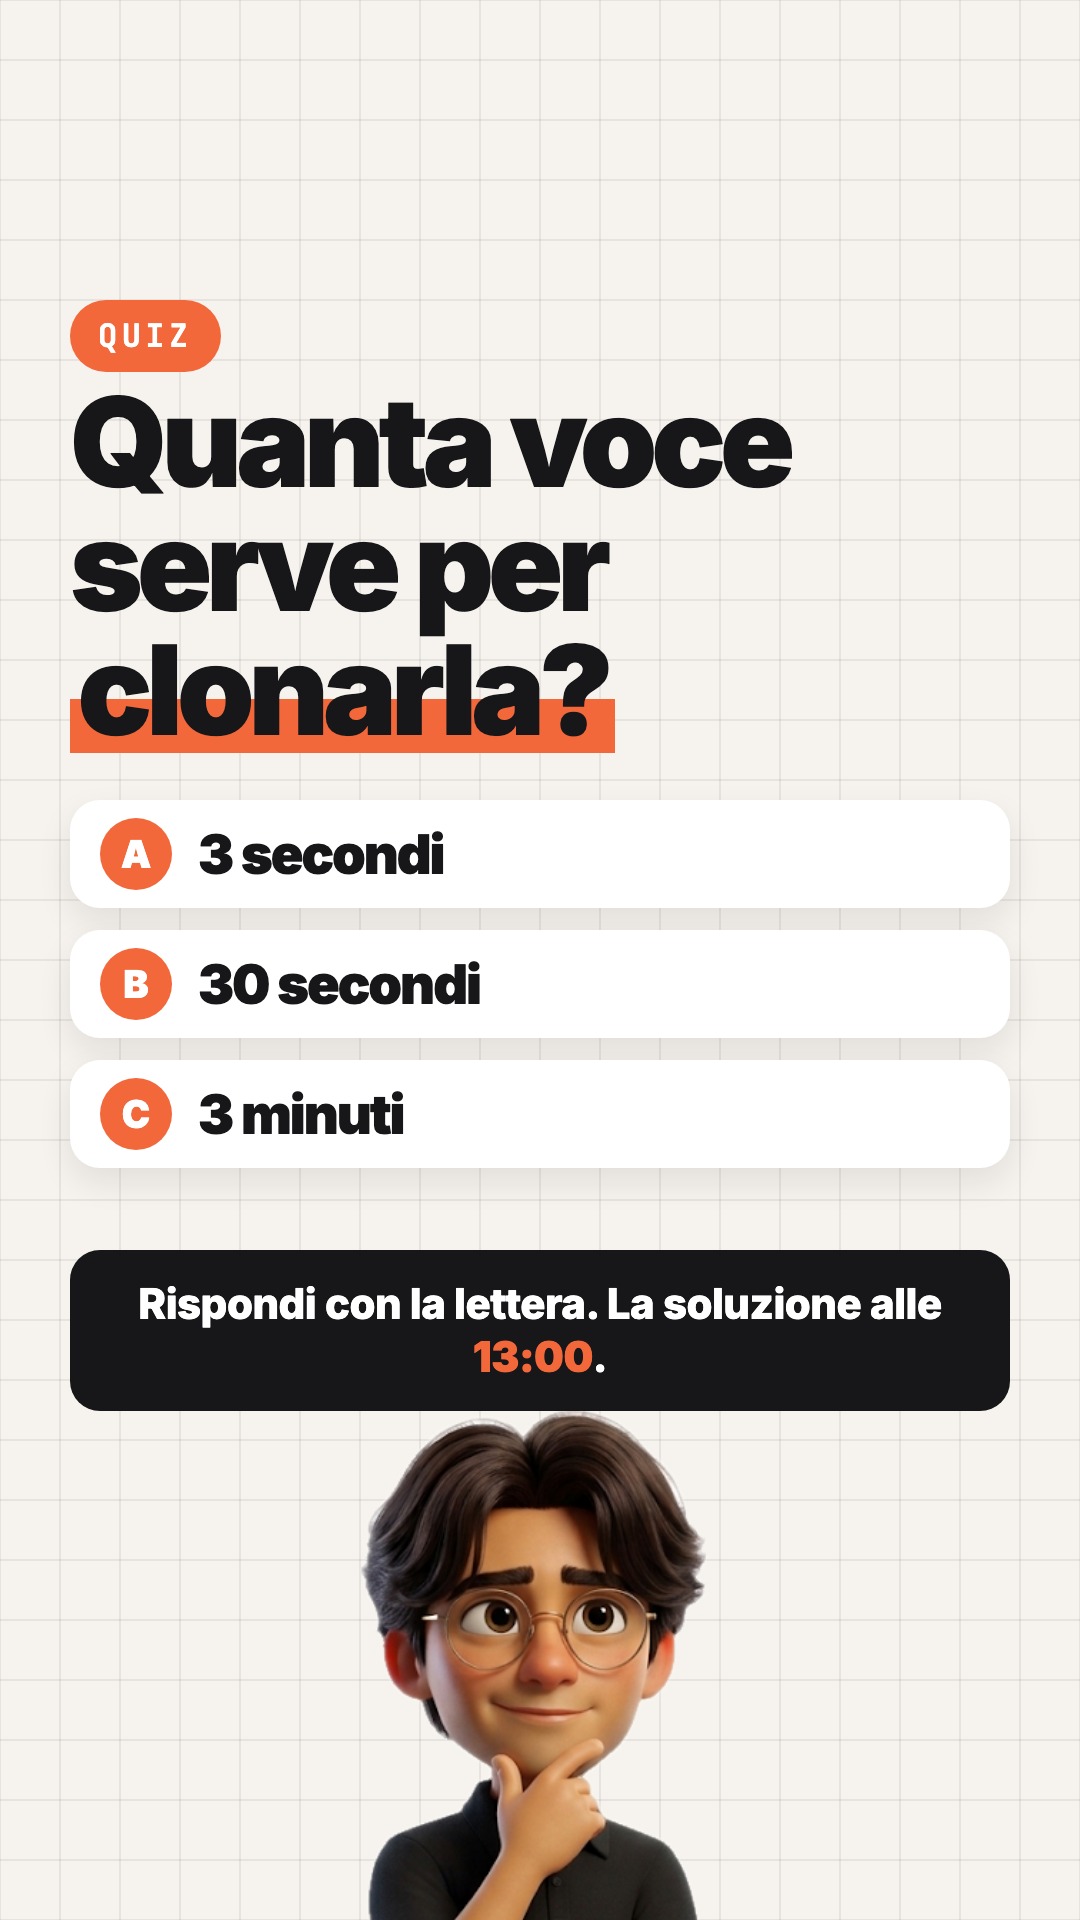 QUIZ
Quanta voce
serve per
clonarla?
A 3 secondi
B 30 secondi
C 3 minuti
Rispondi con la lettera. La soluzione alle
13:00.